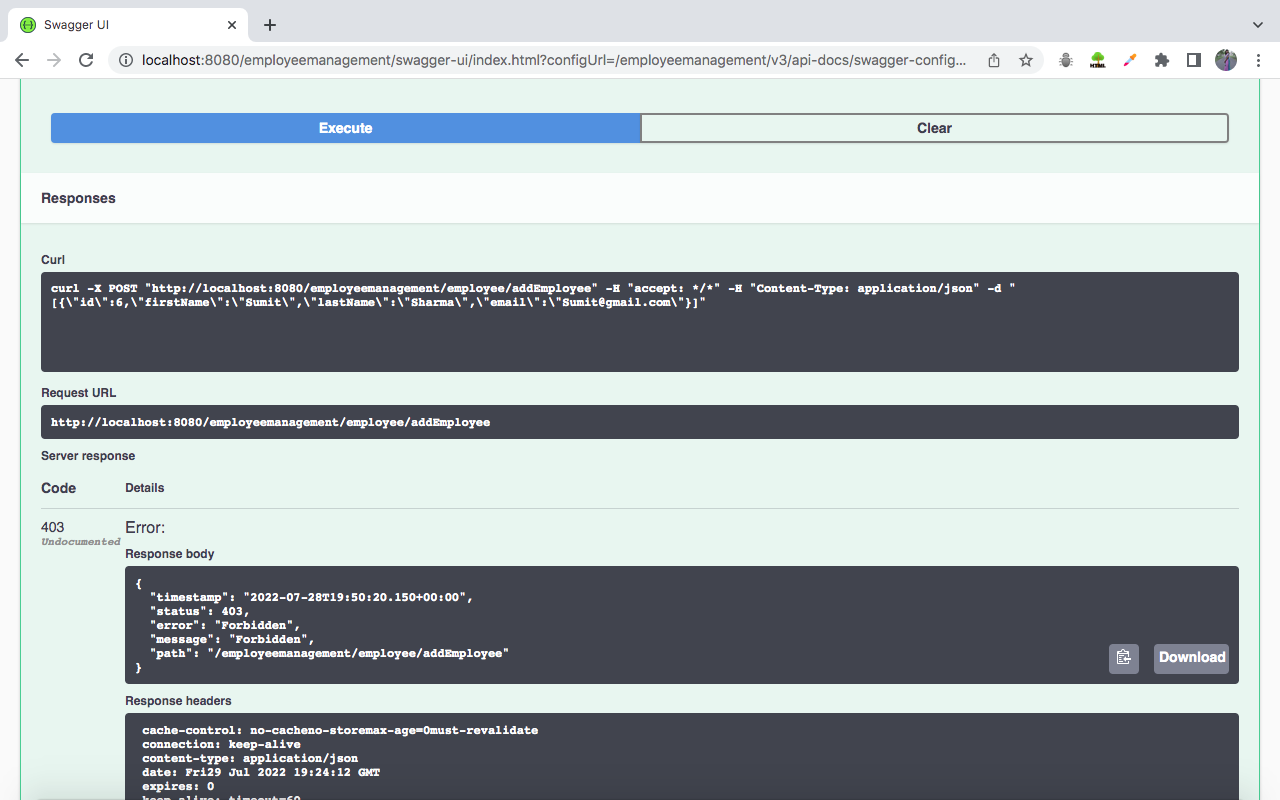 Swagger UI
localhost:8080/employeemanagement/swagger-ui/index.html?configUrl=/employeemanagement/v3/api-docs/swagger-config...
HTML
Execute
Clear
Responses
Curl
curl -X POST "http://localhost:8080/employeemanagement/employee/addEmployee" -H "accept: */*" -H "Content-Type: application/json" -d "
[{\"id\":6,\"firstName\":\"Sumit\",\"lastName\":\"Sharma\",\"email\":\"Sumit@gmail.com\"}]"
Request URL
http://localhost:8080/employeemanagement/employee/addEmployee
Server response
Code Details
403 Error:
Undocumented
Response body
{
"timestamp": "2022-07-28T19:50:20.150+00:00",
"status": 403,
"error": "Forbidden",
"message": "Forbidden",
"path": "/employeemanagement/employee/addEmployee"
}
Download
Response headers
cache-control: no-cacheno-storemax-age=0must-revalidate
connection: keep-alive
content-type: application/json
date: Fri29 Jul 2022 19:24:12 GMT
expires: 0
keep-alive: timeout=60